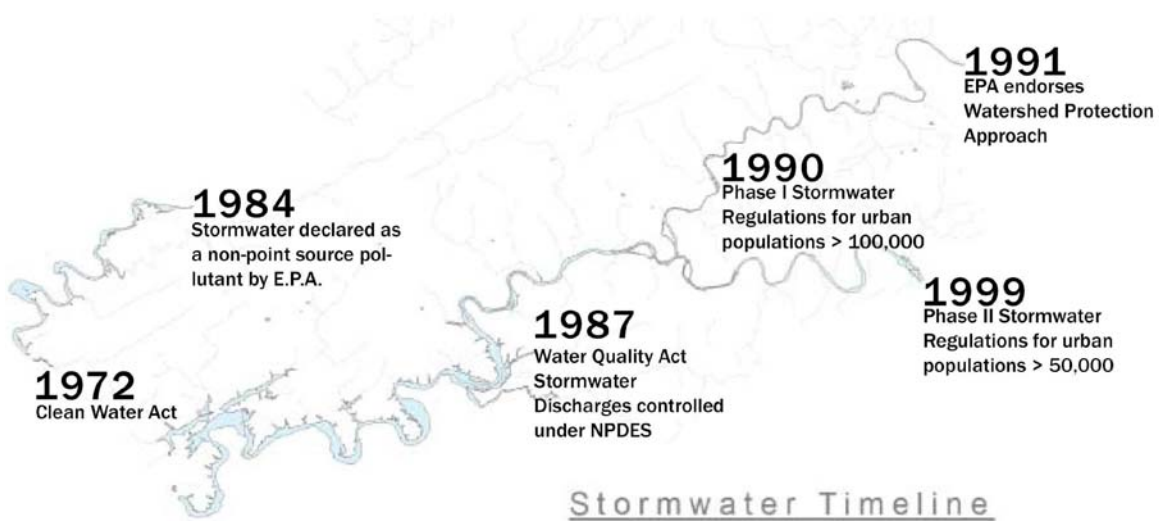 1991
EPA endorses
Watershed Protection
Approach
1990
Phase I Stormwater
Regulations for urban
populations > 100,000
1984
Stormwater declared as
a non-point source pol-
lutant by E.P.A.
1999
Phase II Stormwater
Regulations for urban
populations > 50,000
1987
Water Quality Act
Stormwater
Discharges controlled
under NPDES
1972
Clean Water Act
Stormwater Timeline